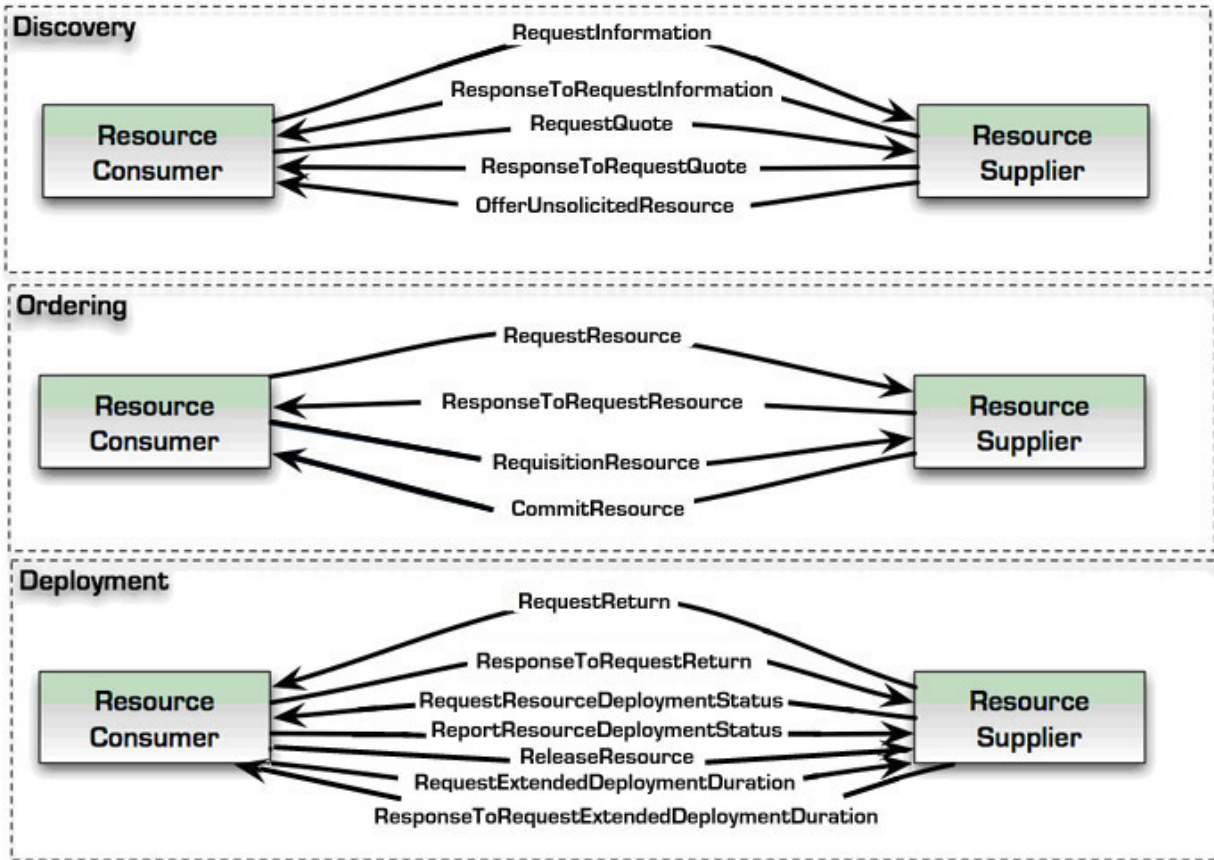 Discovery
RequestInformation
ResponseToRequestInformation
RequestQuote
ResponseToRequestQuote
OfferUnsolicitedResource
Resource
Consumer
Resource
Supplier
Ordering
RequestResource
ResponseToRequestResource
RequisitionResource
CommitResource
Resource
Consumer
Resource
Supplier
Deployment
RequestReturn
ResponseToRequestReturn
RequestResourceDeploymentStatus
ReportResourceDeploymentStatus
ReleaseResource
RequestExtendedDeploymentDuration
ResponseToRequestExtendedDeploymentDuration
Resource
Consumer
Resource
Supplier